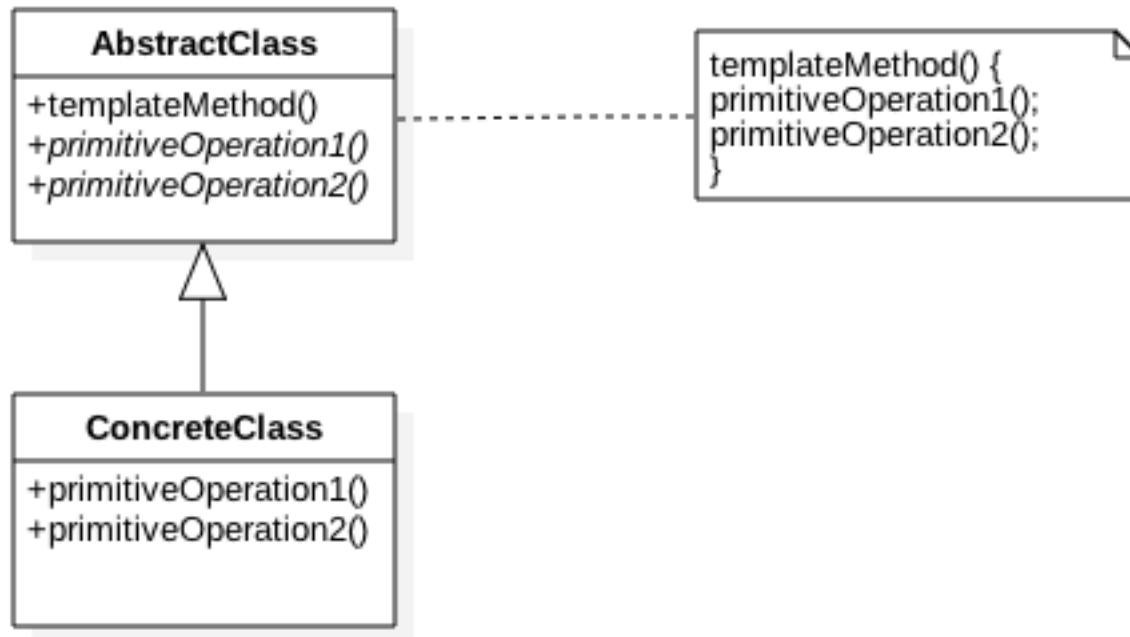 AbstractClass
+templateMethod()
+primitiveOperation1()
+primitiveOperation2()
templateMethod() {
primitiveOperation1();
primitiveOperation2();
}
ConcreteClass
+primitiveOperation1()
+primitiveOperation2()